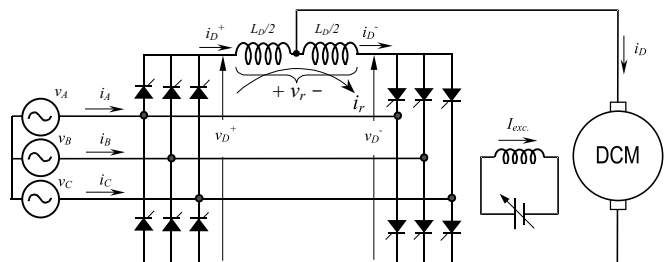 i_D^+ L_D/2 L_D/2 i_D^-
i_D
+ v_r −
i_r
v_A i_A
v_D^+ v_D^-
v_B i_B
I_exc.
DCM
v_C i_C